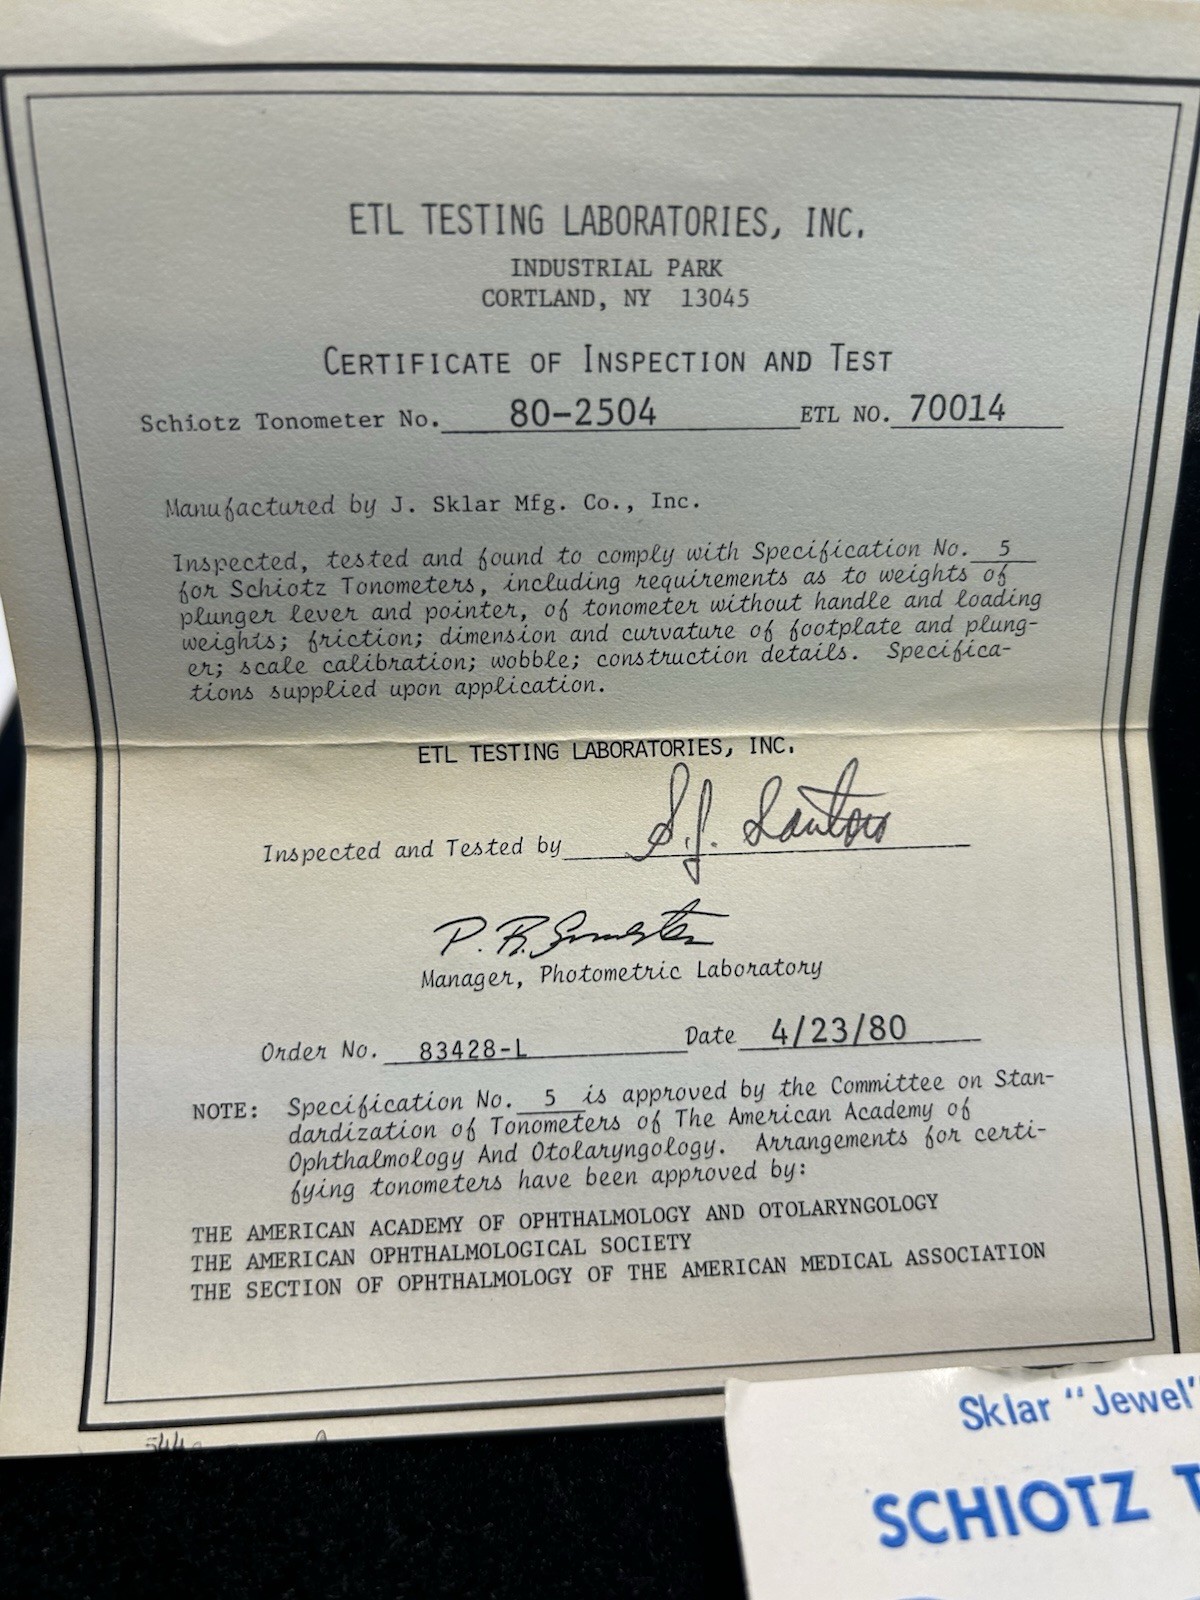 ETL TESTING LABORATORIES, INC.
INDUSTRIAL PARK
CORTLAND, NY 13045
CERTIFICATE OF INSPECTION AND TEST
Schiotz Tonometer No. 80-2504 ETL NO. 70014
Manufactured by J. Sklar Mfg. Co., Inc.
Inspected, tested and found to comply with Specification No. 5
for Schiotz Tonometers, including requirements as to weights of
plunger lever and pointer, of tonometer without handle and loading
weights; friction; dimension and curvature of footplate and plung-
er; scale calibration; wobble; construction details. Specifica-
tions supplied upon application.
ETL TESTING LABORATORIES, INC.
Inspected and Tested by S.J.
P. R.
Manager, Photometric Laboratory
Order No. 83428-L Date 4/23/80
NOTE: Specification No. 5 is approved by the Committee on Stan-
dardization of Tonometers of The American Academy of
Ophthalmology And Otolaryngology. Arrangements for certi-
fying tonometers have been approved by:
THE AMERICAN ACADEMY OF OPHTHALMOLOGY AND OTOLARYNGOLOGY
THE AMERICAN OPHTHALMOLOGICAL SOCIETY
THE SECTION OF OPHTHALMOLOGY OF THE AMERICAN MEDICAL ASSOCIATION
Sklar "Jewel"
SCHIOTZ T